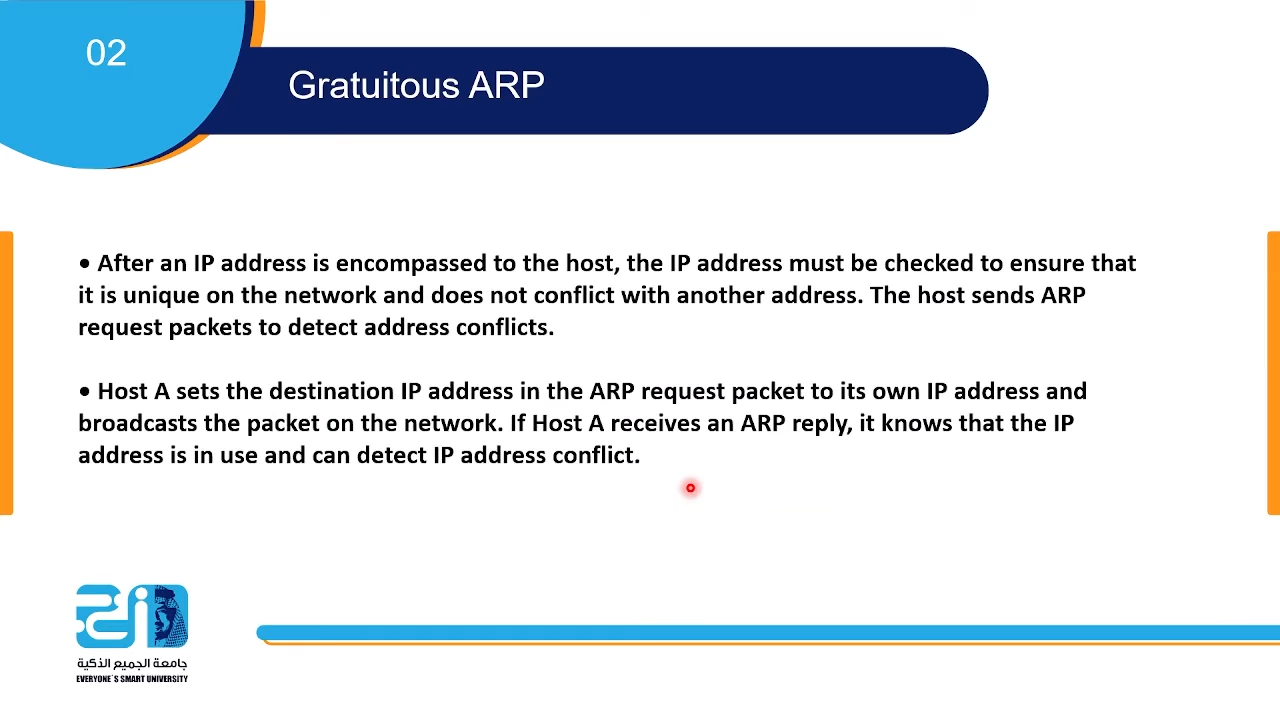 02
Gratuitous ARP
• After an IP address is encompassed to the host, the IP address must be checked to ensure that
it is unique on the network and does not conflict with another address. The host sends ARP
request packets to detect address conflicts.
• Host A sets the destination IP address in the ARP request packet to its own IP address and
broadcasts the packet on the network. If Host A receives an ARP reply, it knows that the IP
address is in use and can detect IP address conflict.
جامعة الجميع الذكية
EVERYONE`S SMART UNIVERSITY